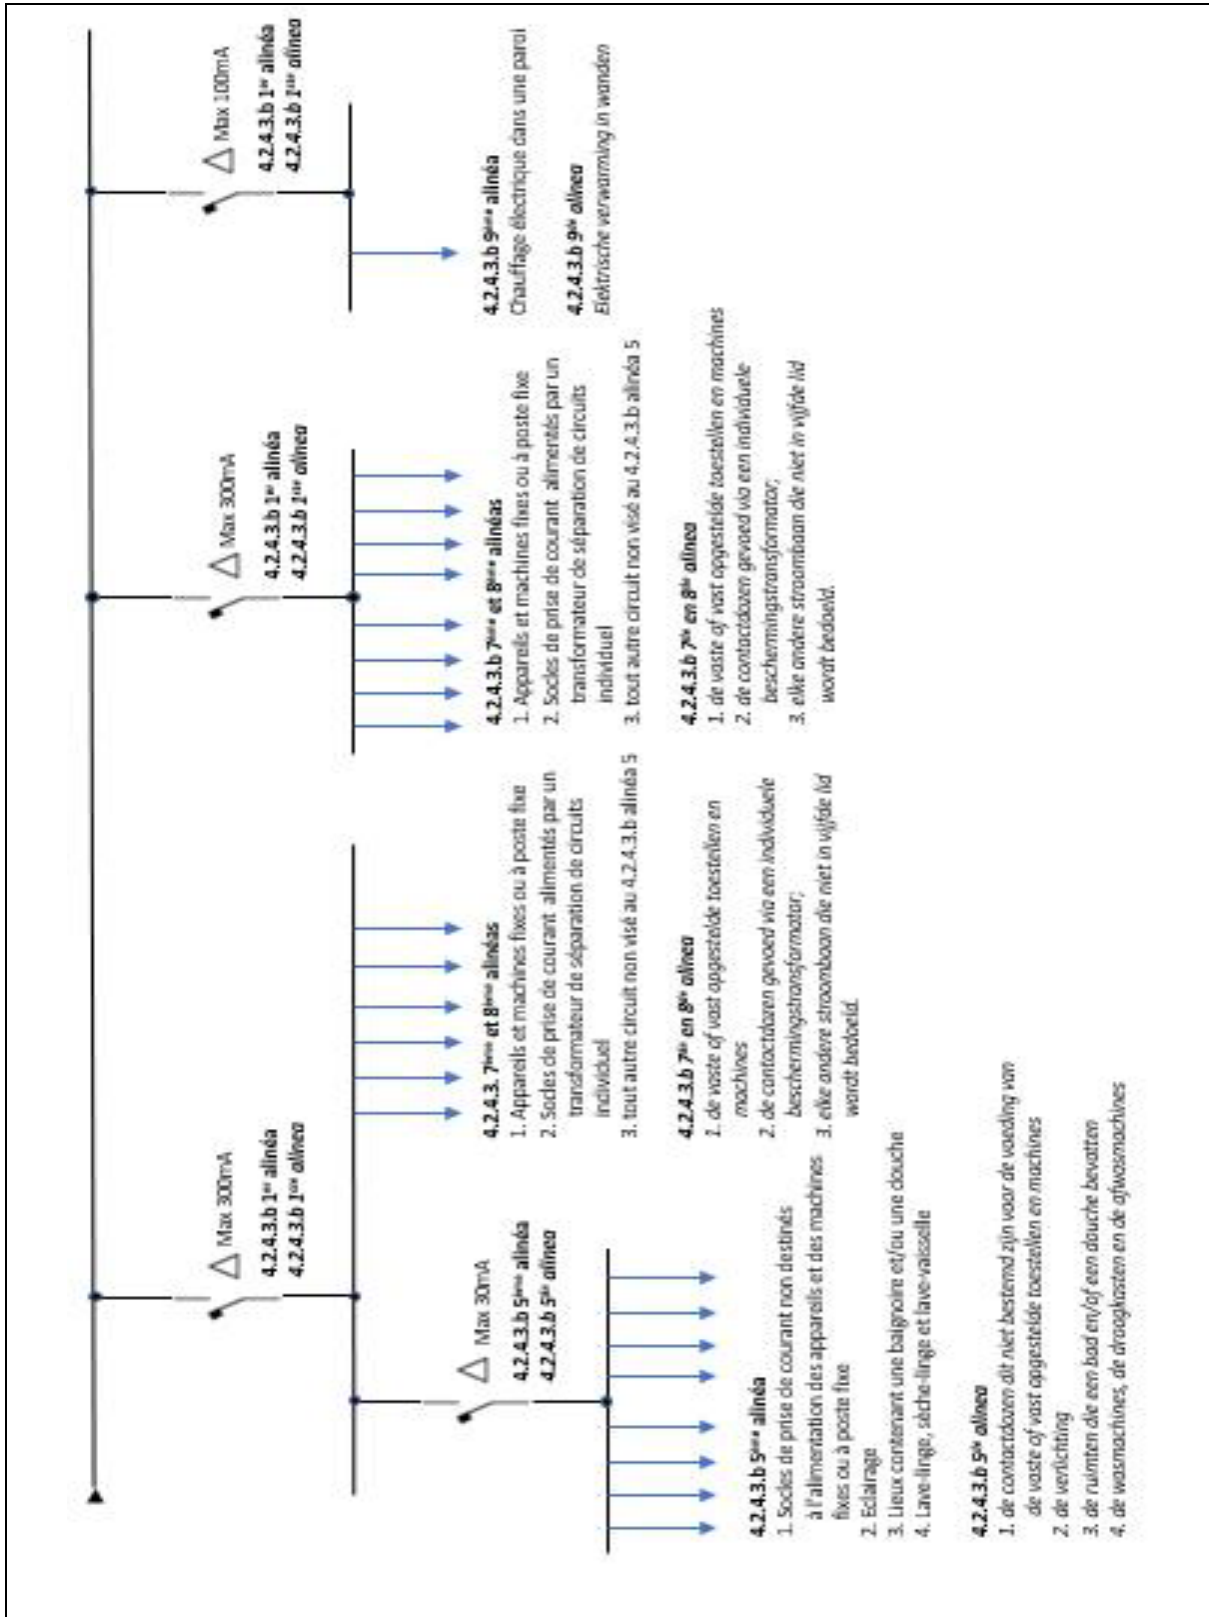 Max 300mA
4.2.4.3.b 1er alinéa
4.2.4.3.b 1ste alinea
Max 300mA
4.2.4.3.b 1er alinéa
4.2.4.3.b 1ste alinea
Max 100mA
4.2.4.3.b 1er alinéa
4.2.4.3.b 1ste alinea
Max 30mA
4.2.4.3.b 5ème alinéa
4.2.4.3.b 5de alinea
4.2.4.3.b 5ème alinéa
1. Socles de prise de courant non destinés
à l'alimentation des appareils et des machines
fixes ou à poste fixe
2. Eclairage
3. Lieux contenant une baignoire et/ou une douche
4. Lave-linge, sèche-linge et lave-vaisselle
4.2.4.3.b 5de alinea
1. de contactdozen dit niet bestemd zijn voor de voeding van
de vaste of vast opgestelde toestellen en machines
2. de verlichting
3. de ruimten die een bad en/of een douche bevatten
4. de wasmachines, de droogkasten en de afwasmachines
4.2.4.3. 7ème et 8ème alinéas
1. Appareils et machines fixes ou à poste fixe
2. Socles de prise de courant alimentés par un
transformateur de séparation de circuits
individuel
3. tout autre circuit non visé au 4.2.4.3.b alinéa 5
4.2.4.3.b 7de en 8ste alinea
1. de vaste of vast opgestelde toestellen en
machines
2. de contactdozen gevoed via een individuele
beschermingstransformator;
3. elke andere stroombaan die niet in vijfde lid
wordt bedoeld.
4.2.4.3.b 7ème et 8ème alinéas
1. Appareils et machines fixes ou à poste fixe
2. Socles de prise de courant alimentés par un
transformateur de séparation de circuits
individuel
3. tout autre circuit non visé au 4.2.4.3.b alinéa 5
4.2.4.3.b 7de en 8ste alinea
1. de vaste of vast opgestelde toestellen en machines
2. de contactdozen gevoed via een individuele
beschermingstransformator;
3. elke andere stroombaan die niet in vijfde lid
wordt bedoeld.
4.2.4.3.b 9ème alinéa
Chauffage électrique dans une paroi
4.2.4.3.b 9de alinea
Elektrische verwarming in wanden